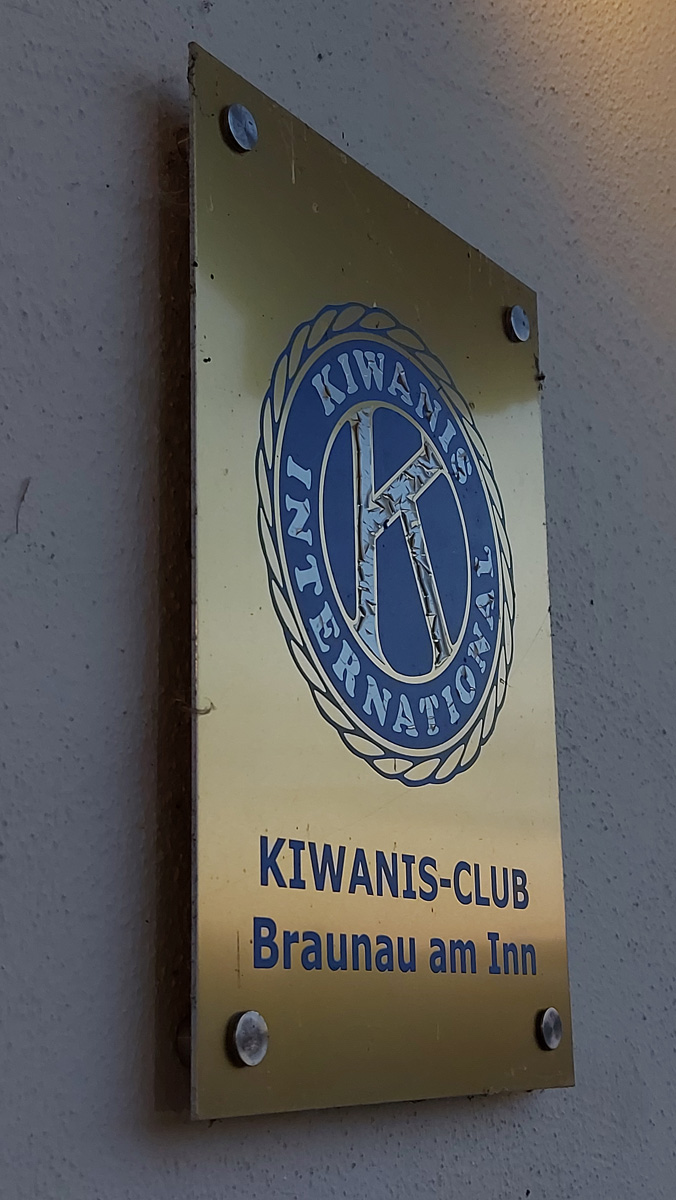 KIWANIS
K
INTERNATIONAL
KIWANIS-CLUB
Braunau am Inn